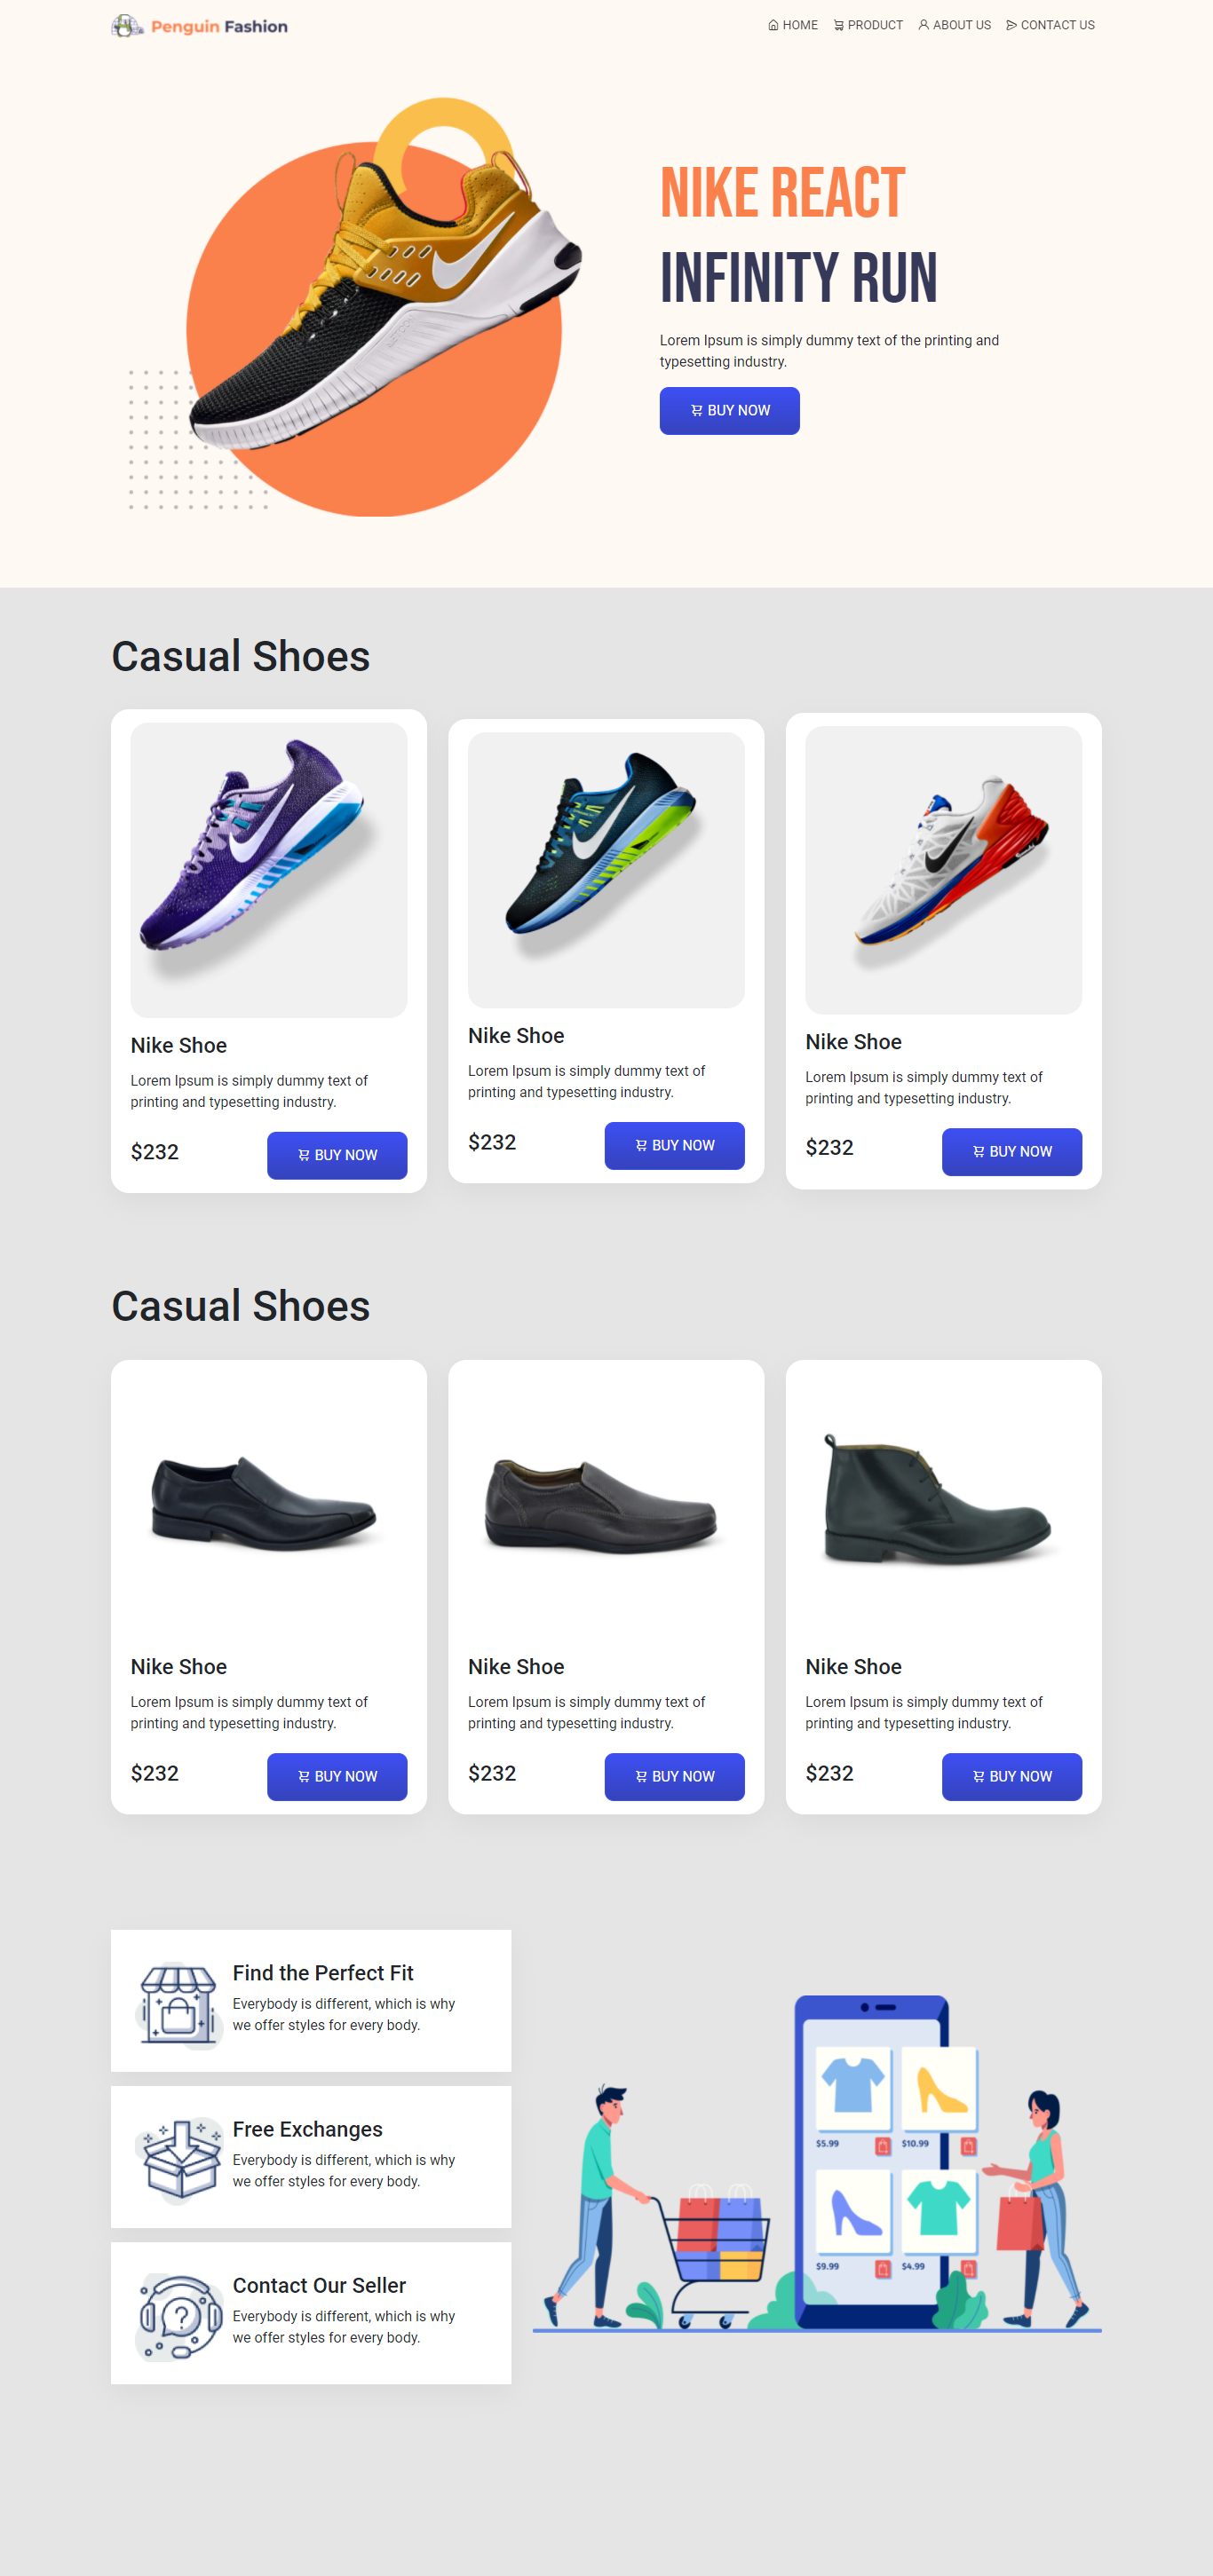 Penguin Fashion
HOME PRODUCT ABOUT US CONTACT US
NIKE REACT
INFINITY RUN
Lorem Ipsum is simply dummy text of the printing and
typesetting industry.
BUY NOW
Casual Shoes
Nike Shoe
Lorem Ipsum is simply dummy text of
printing and typesetting industry.
$232
BUY NOW
Nike Shoe
Lorem Ipsum is simply dummy text of
printing and typesetting industry.
$232
BUY NOW
Nike Shoe
Lorem Ipsum is simply dummy text of
printing and typesetting industry.
$232
BUY NOW
Casual Shoes
Nike Shoe
Lorem Ipsum is simply dummy text of
printing and typesetting industry.
$232
BUY NOW
Nike Shoe
Lorem Ipsum is simply dummy text of
printing and typesetting industry.
$232
BUY NOW
Nike Shoe
Lorem Ipsum is simply dummy text of
printing and typesetting industry.
$232
BUY NOW
Find the Perfect Fit
Everybody is different, which is why
we offer styles for every body.
Free Exchanges
Everybody is different, which is why
we offer styles for every body.
Contact Our Seller
Everybody is different, which is why
we offer styles for every body.
$5.99
$10.99
$9.99
$4.99